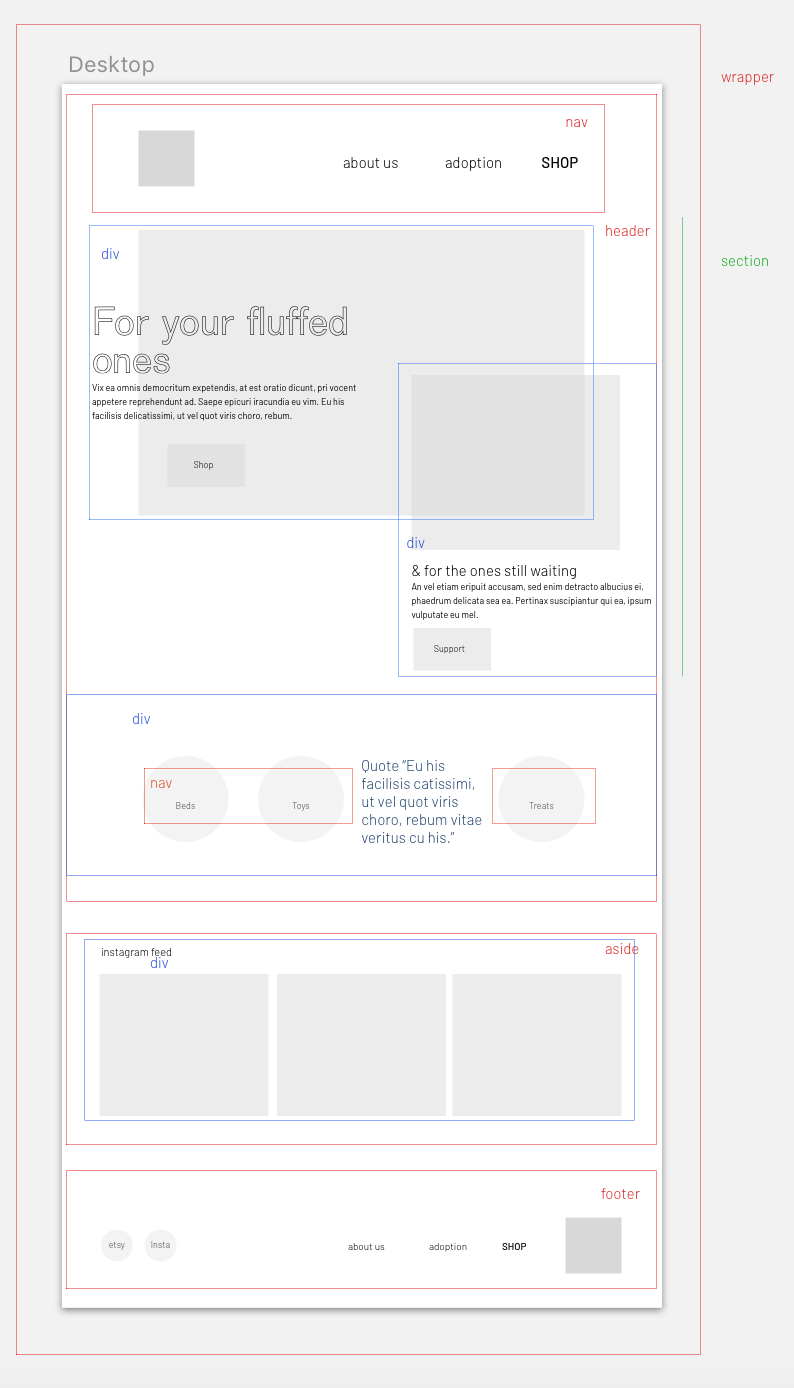 Desktop
wrapper
nav
about us
adoption
SHOP
header
div
section
For your fluffed
ones
Vix ea omnis democritum expetendis, at est oratio dicunt, pri vocent
appetere reprehendunt ad. Saepe epicuri iracundia eu vim. Eu his
facilisis delicatissimi, ut vel quot viris choro, rebum.
Shop
div
& for the ones still waiting
An vel etiam eripuit accusam, sed enim detracto albucius ei,
phaedrum delicata sea ea. Pertinax suscipiantur qui ea, ipsum
vulputate eu mel.
Support
div
nav
Beds
Toys
Quote “Eu his
facilisis catissimi,
ut vel quot viris
choro, rebum vitae
veritus cu his.”
Treats
aside
instagram feed
div
footer
etsy
Insta
about us
adoption
SHOP